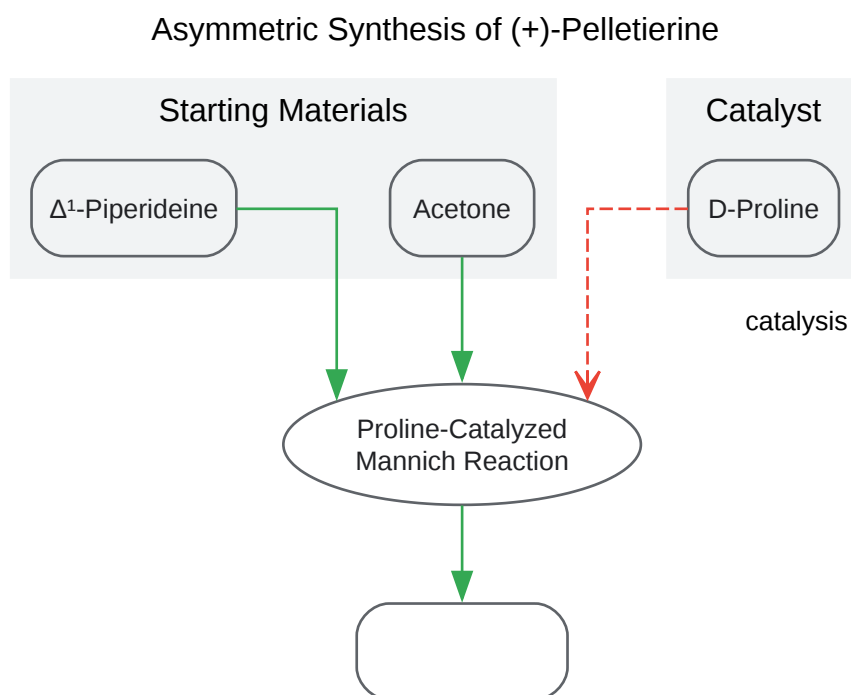 Asymmetric Synthesis of (+)-Pelletierine
Starting Materials
Catalyst
Δ¹-Piperideine
Acetone
D-Proline
catalysis
Proline-Catalyzed
Mannich Reaction